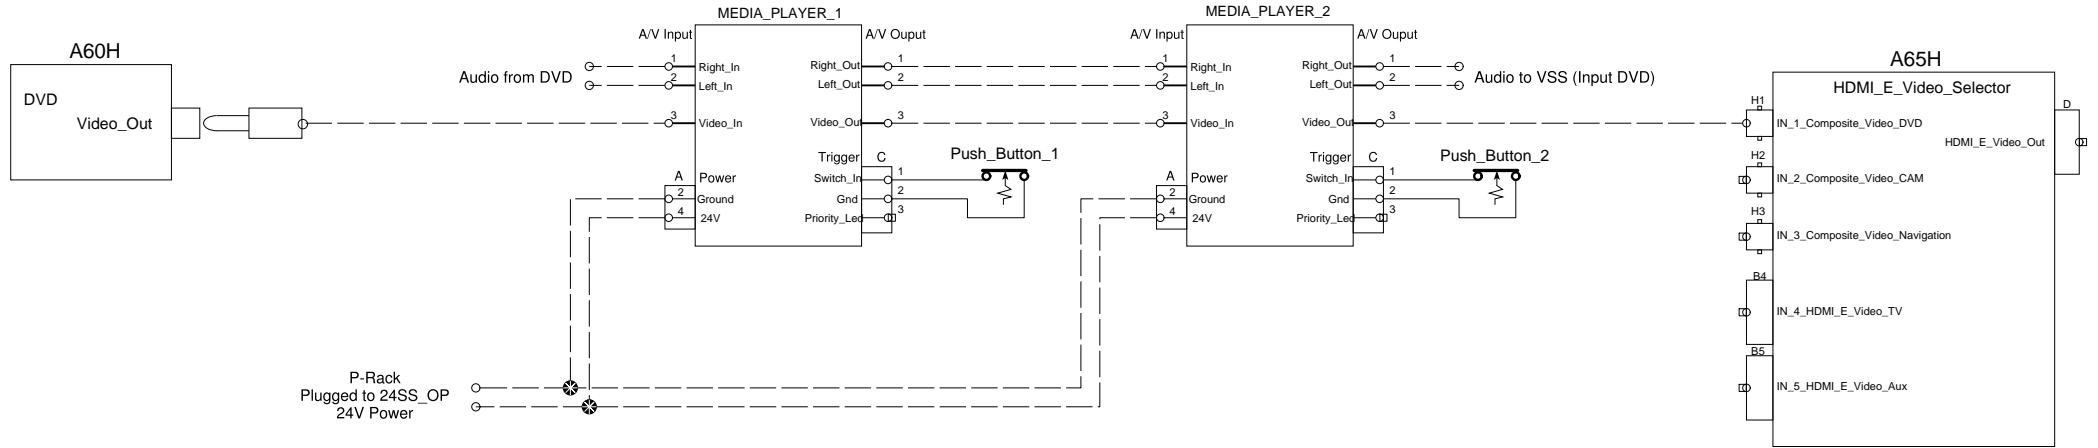 A60H
DVD
Video_Out
Audio from DVD
MEDIA_PLAYER_1
A/V Input
A/V Ouput
1
Right_In
2
Left_In
3
Video_In
Right_Out
1
Left_Out
2
Video_Out
3
Trigger
C
Switch_In
1
Gnd
2
Priority_Led
3
A
Power
2
Ground
4
24V
Push_Button_1
MEDIA_PLAYER_2
A/V Input
A/V Ouput
1
Right_In
2
Left_In
3
Video_In
Right_Out
1
Left_Out
2
Video_Out
3
Trigger
C
Switch_In
1
Gnd
2
Priority_Led
3
A
Power
2
Ground
4
24V
Push_Button_2
Audio to VSS (Input DVD)
A65H
HDMI_E_Video_Selector
H1
IN_1_Composite_Video_DVD
H2
IN_2_Composite_Video_CAM
H3
IN_3_Composite_Video_Navigation
B4
IN_4_HDMI_E_Video_TV
B5
IN_5_HDMI_E_Video_Aux
D
HDMI_E_Video_Out
P-Rack
Plugged to 24SS_OP
24V Power